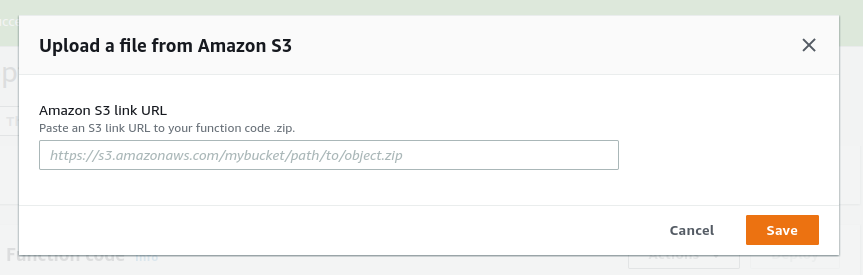 Upload a file from Amazon S3
Amazon S3 link URL
Paste an S3 link URL to your function code .zip.
https://s3.amazonaws.com/mybucket/path/to/object.zip
Cancel
Save
Function code
Info
Actions